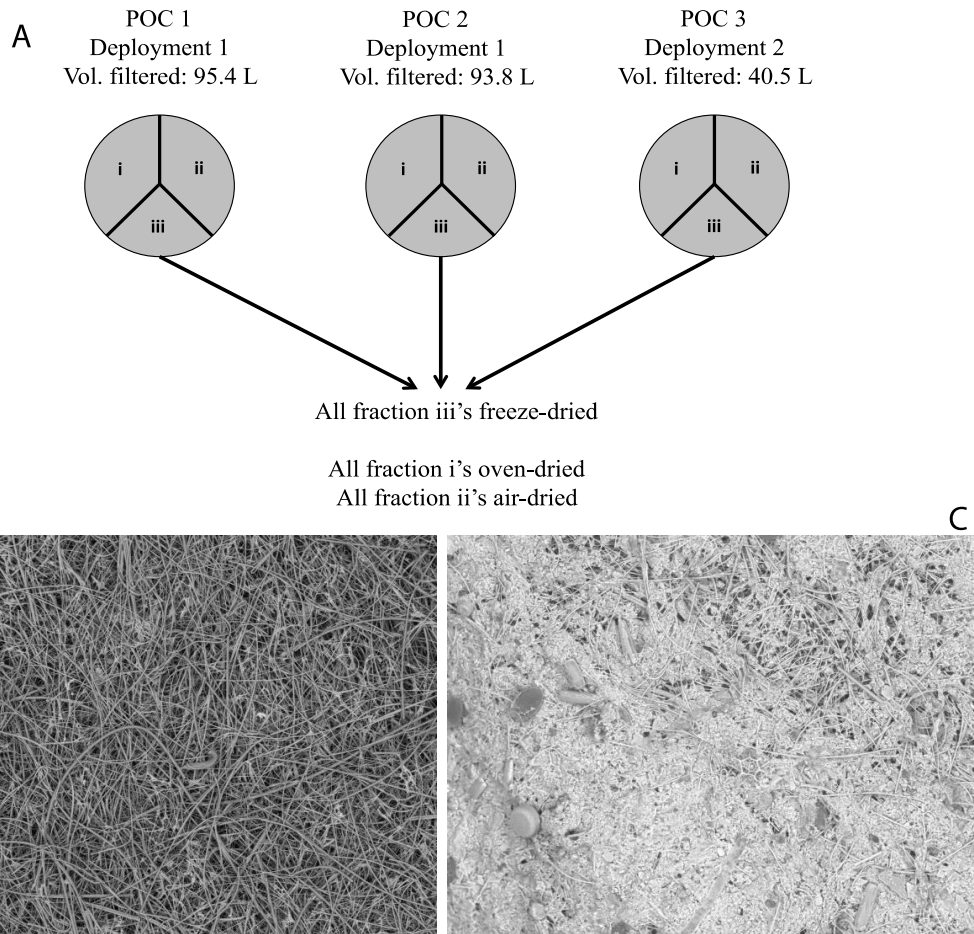 A
POC 1
Deployment 1
Vol. filtered: 95.4 L
POC 2
Deployment 1
Vol. filtered: 93.8 L
POC 3
Deployment 2
Vol. filtered: 40.5 L
i
ii
iii
i
ii
iii
i
ii
iii
All fraction iii's freeze-dried
All fraction i's oven-dried
All fraction ii's air-dried
C